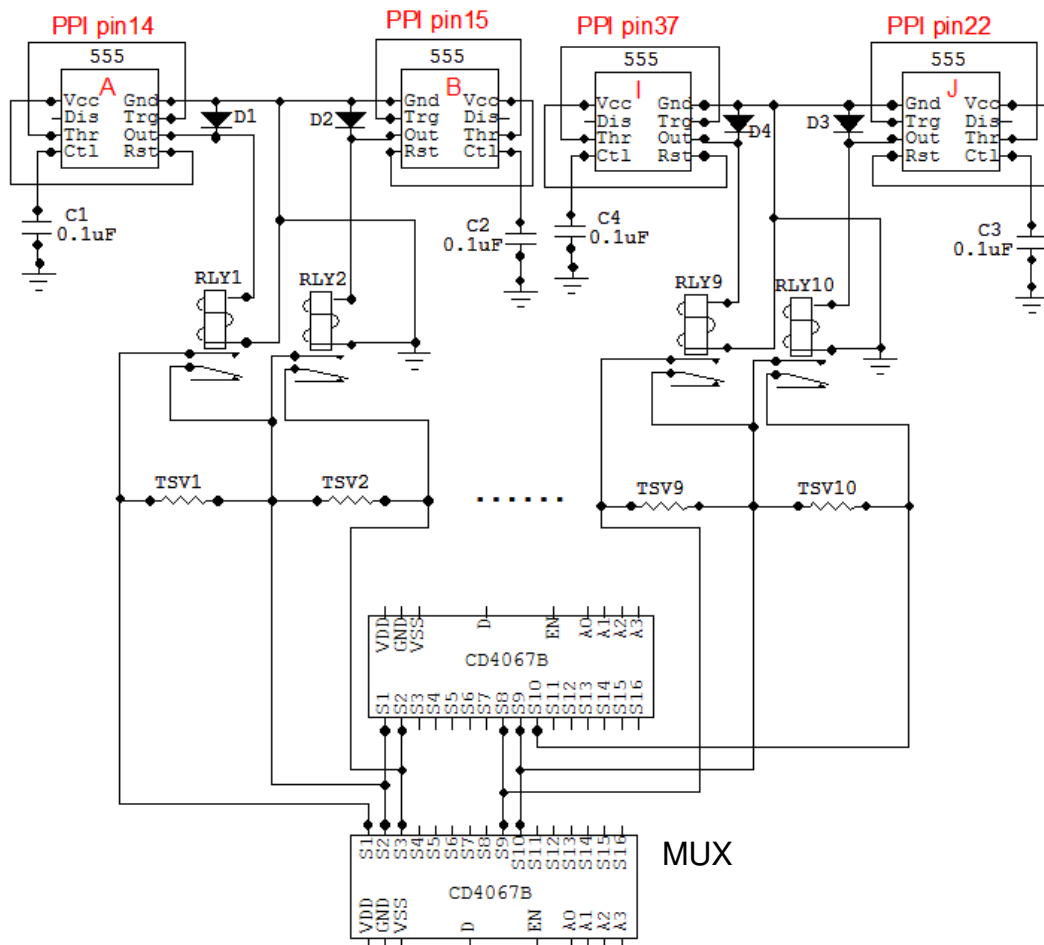 PPI pin14
PPI pin15
PPI pin37
PPI pin22
555
A
Vcc Gnd
Dis Trg
Thr Out
Ctl Rst
D1
C1
0.1uF
555
B
Gnd Vcc
Trg Dis
Out Thr
Rst Ctl
D2
C2
0.1uF
555
I
Vcc Gnd
Dis Trg
Thr Out
Ctl Rst
D4
C4
0.1uF
555
J
Gnd Vcc
Trg Dis
Out Thr
Rst Ctl
D3
C3
0.1uF
RLY1
RLY2
RLY9
RLY10
TSV1
TSV2
......
TSV9
TSV10
VDD GND VSS D EN A0 A1 A2 A3
CD4067B
S1 S2 S3 S4 S5 S6 S7 S8 S9 S10 S11 S12 S13 S14 S15 S16
S1 S2 S3 S4 S5 S6 S7 S8 S9 S10 S11 S12 S13 S14 S15 S16
MUX
CD4067B
VDD GND VSS D EN A0 A1 A2 A3